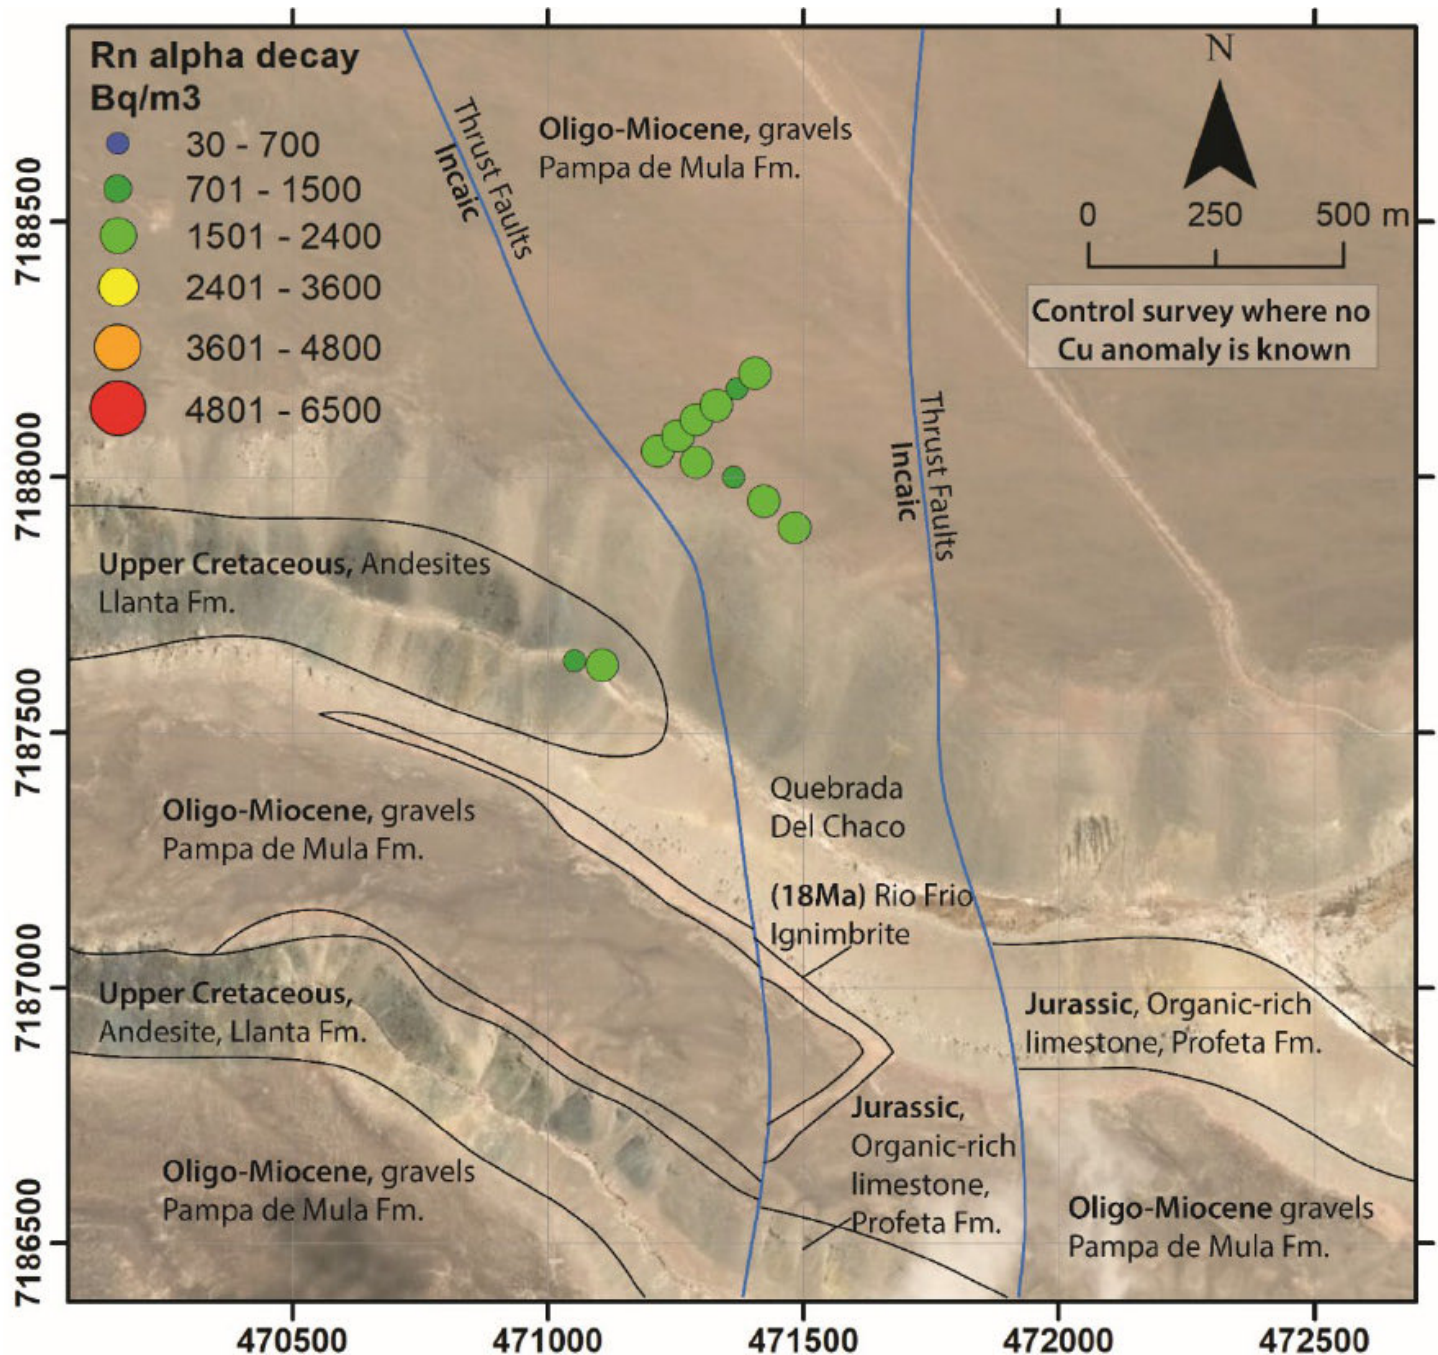 Rn alpha decay
Bq/m3
30 - 700
701 - 1500
1501 - 2400
2401 - 3600
3601 - 4800
4801 - 6500
Thrust Faults
Incaic
Oligo-Miocene, gravels
Pampa de Mula Fm.
N
0 250 500 m
Control survey where no
Cu anomaly is known
Thrust Faults
Incaic
Upper Cretaceous, Andesites
Llanta Fm.
Oligo-Miocene, gravels
Pampa de Mula Fm.
Quebrada
Del Chaco
(18Ma) Rio Frio
Ignimbrite
Upper Cretaceous,
Andesite, Llanta Fm.
Jurassic, Organic-rich
limestone, Profeta Fm.
Jurassic,
Organic-rich
limestone,
Profeta Fm.
Oligo-Miocene, gravels
Pampa de Mula Fm.
Oligo-Miocene gravels
Pampa de Mula Fm.
7188500
7188000
7187500
7187000
7186500
470500 471000 471500 472000 472500